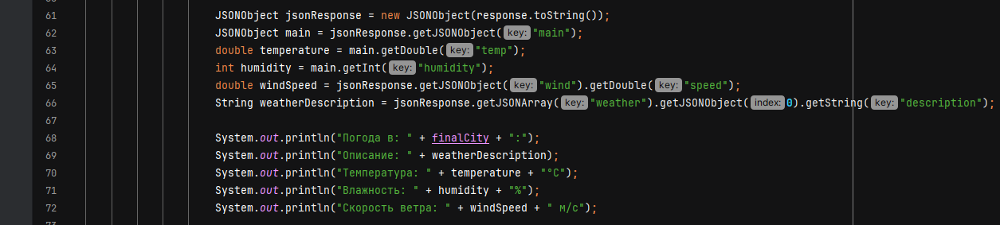 61 JSONObject jsonResponse = new JSONObject(response.toString());
62 JSONObject main = jsonResponse.getJSONObject( key: "main");
63 double temperature = main.getDouble( key: "temp");
64 int humidity = main.getInt( key: "humidity");
65 double windSpeed = jsonResponse.getJSONObject( key: "wind").getDouble( key: "speed");
66 String weatherDescription = jsonResponse.getJSONArray( key: "weather").getJSONObject( index: 0).getString( key: "description");
67
68 System.out.println("Погода в: " + finalCity + ":");
69 System.out.println("Описание: " + weatherDescription);
70 System.out.println("Температура: " + temperature + "°C");
71 System.out.println("Влажность: " + humidity + "%");
72 System.out.println("Скорость ветра: " + windSpeed + " м/с");